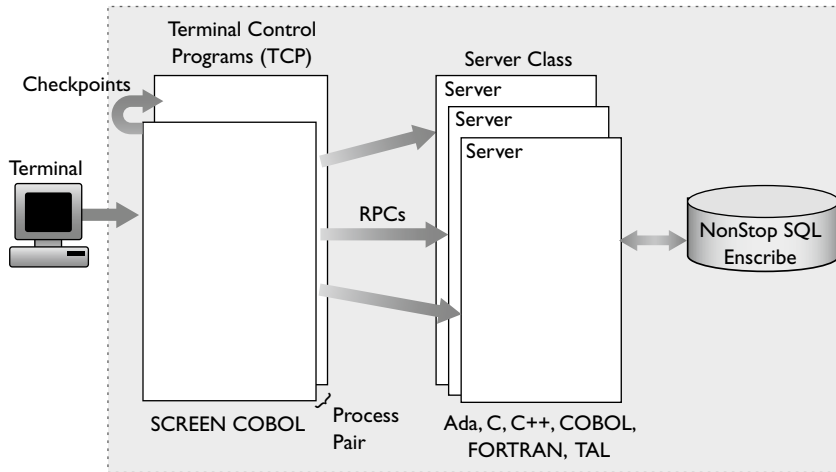 Terminal Control
Programs (TCP)
Server Class
Checkpoints
Server
Server
Server
Terminal
RPCs
NonStop SQL
Enscribe
SCREEN COBOL
Process
Pair
Ada, C, C++, COBOL,
FORTRAN, TAL